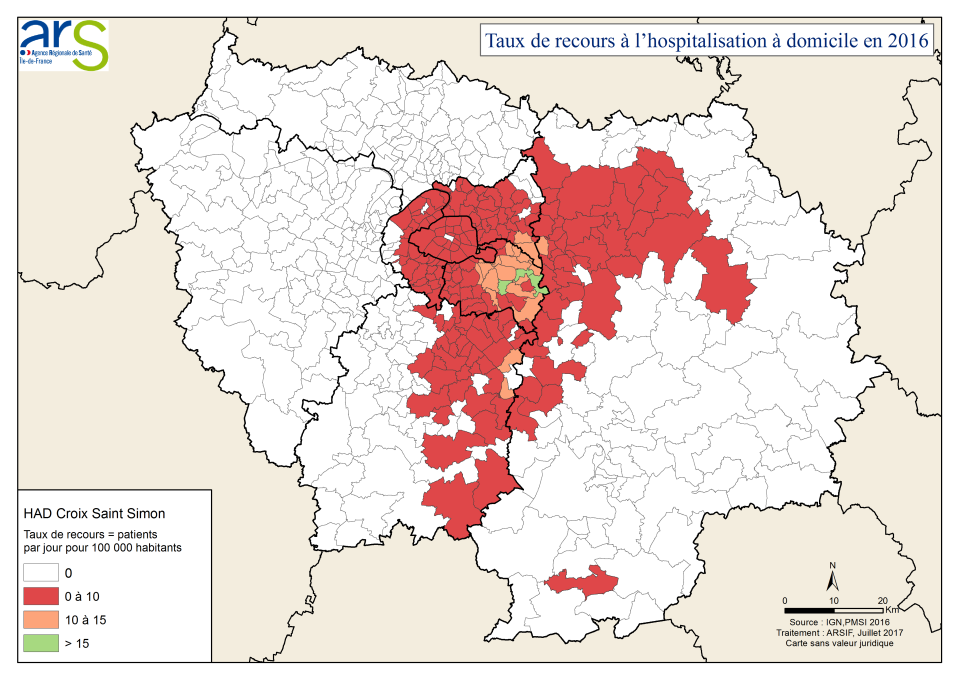 ars
Agence Régionale de Santé
Île-de-France
Taux de recours à l'hospitalisation à domicile en 2016
HAD Croix Saint Simon
Taux de recours = patients
par jour pour 100 000 habitants
0
0 à 10
10 à 15
> 15
N
0 10 20
Km
Source : IGN,PMSI 2016
Traitement : ARSIF, Juillet 2017
Carte sans valeur juridique